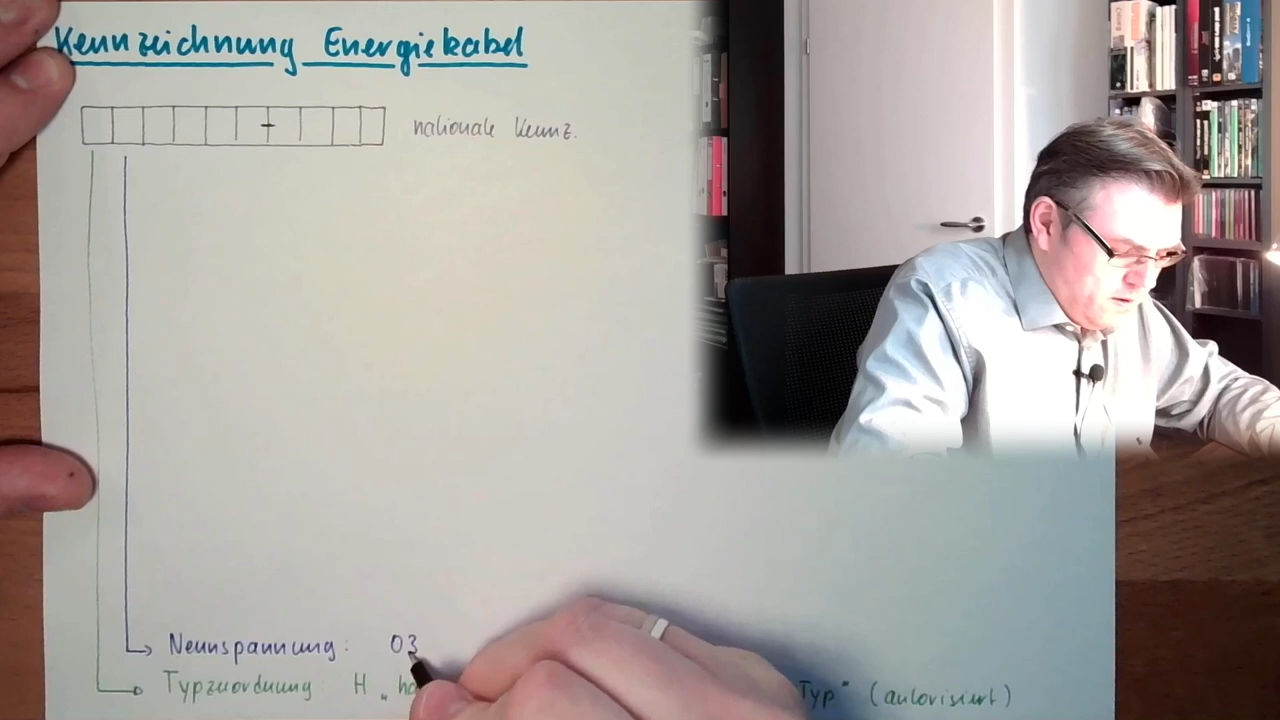 Kennzeichnung Energiekabel
nationale Kennz.
Nennspannung: 03
Typzuordnung: H „ha Typ" (autorisiert)